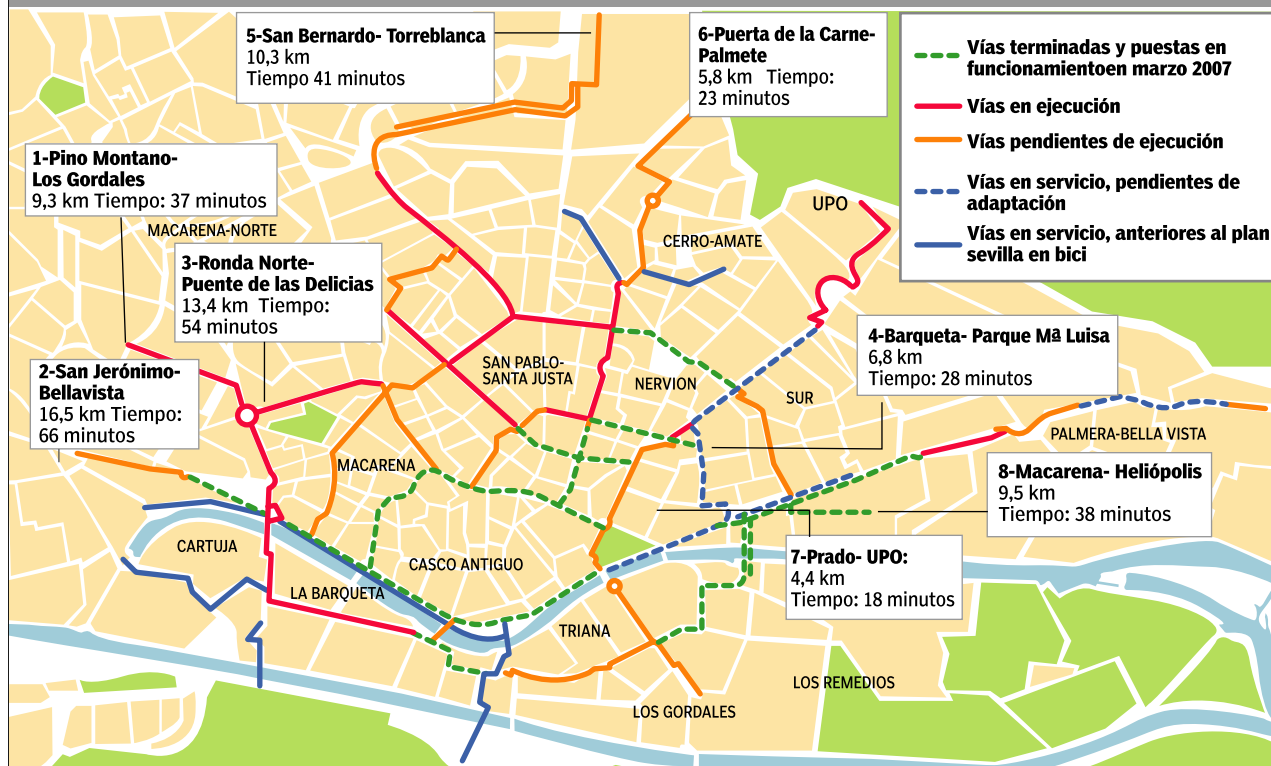 5-San Bernardo- Torreblanca
10,3 km
Tiempo 41 minutos
6-Puerta de la Carne-
Palmete
5,8 km Tiempo:
23 minutos
Vías terminadas y puestas en
funcionamientoen marzo 2007
Vías en ejecución
Vías pendientes de ejecución
Vías en servicio, pendientes de
adaptación
Vías en servicio, anteriores al plan
sevilla en bici
1-Pino Montano-
Los Gordales
9,3 km Tiempo: 37 minutos
MACARENA-NORTE
UPO
CERRO-AMATE
3-Ronda Norte-
Puente de las Delicias
13,4 km Tiempo:
54 minutos
4-Barqueta- Parque Mª Luisa
6,8 km
Tiempo: 28 minutos
2-San Jerónimo-
Bellavista
16,5 km Tiempo:
66 minutos
SAN PABLO-
SANTA JUSTA
NERVION
SUR
PALMERA-BELLA VISTA
MACARENA
8-Macarena- Heliópolis
9,5 km
Tiempo: 38 minutos
CARTUJA
CASCO ANTIGUO
LA BARQUETA
7-Prado- UPO:
4,4 km
Tiempo: 18 minutos
TRIANA
LOS REMEDIOS
LOS GORDALES